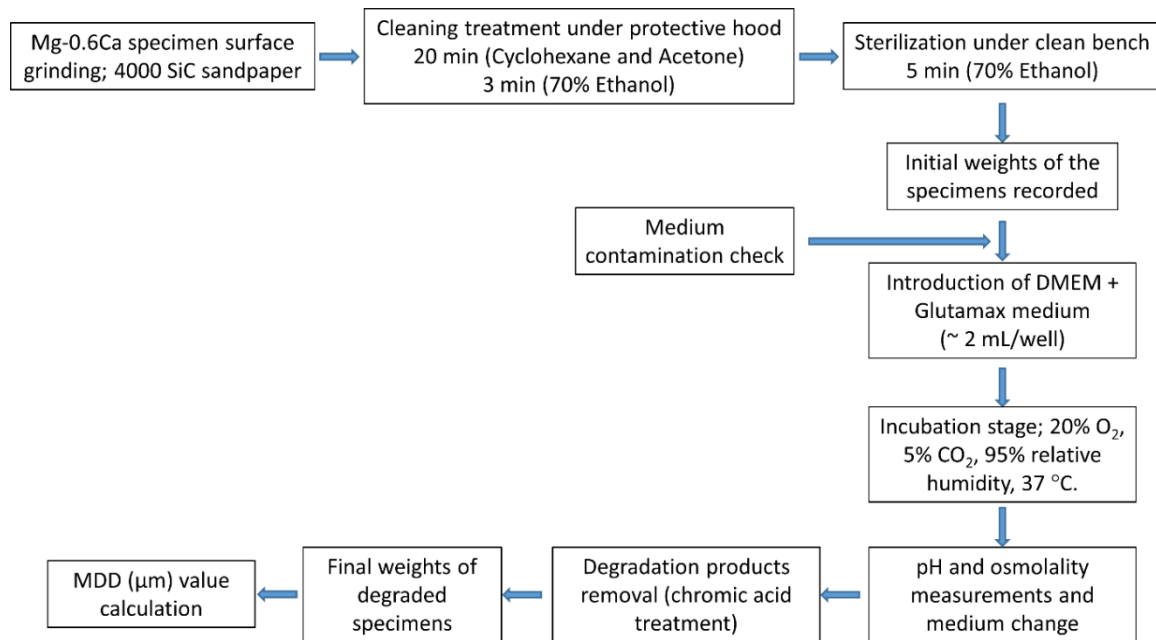 Mg-0.6Ca specimen surface
grinding; 4000 SiC sandpaper
Cleaning treatment under protective hood
20 min (Cyclohexane and Acetone)
3 min (70% Ethanol)
Sterilization under clean bench
5 min (70% Ethanol)
Initial weights of the
specimens recorded
Medium
contamination check
Introduction of DMEM +
Glutamax medium
(~ 2 mL/well)
Incubation stage; 20% O₂,
5% CO₂, 95% relative
humidity, 37 °C.
pH and osmolality
measurements and
medium change
Degradation products
removal (chromic acid
treatment)
Final weights of
degraded
specimens
MDD (μm) value
calculation